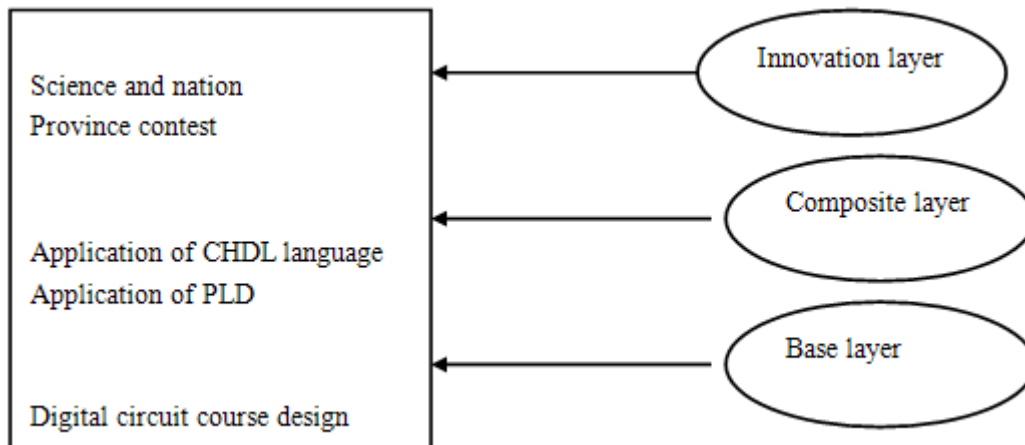 Science and nation
Province contest
Application of CHDL language
Application of PLD
Digital circuit course design
Innovation layer
Composite layer
Base layer